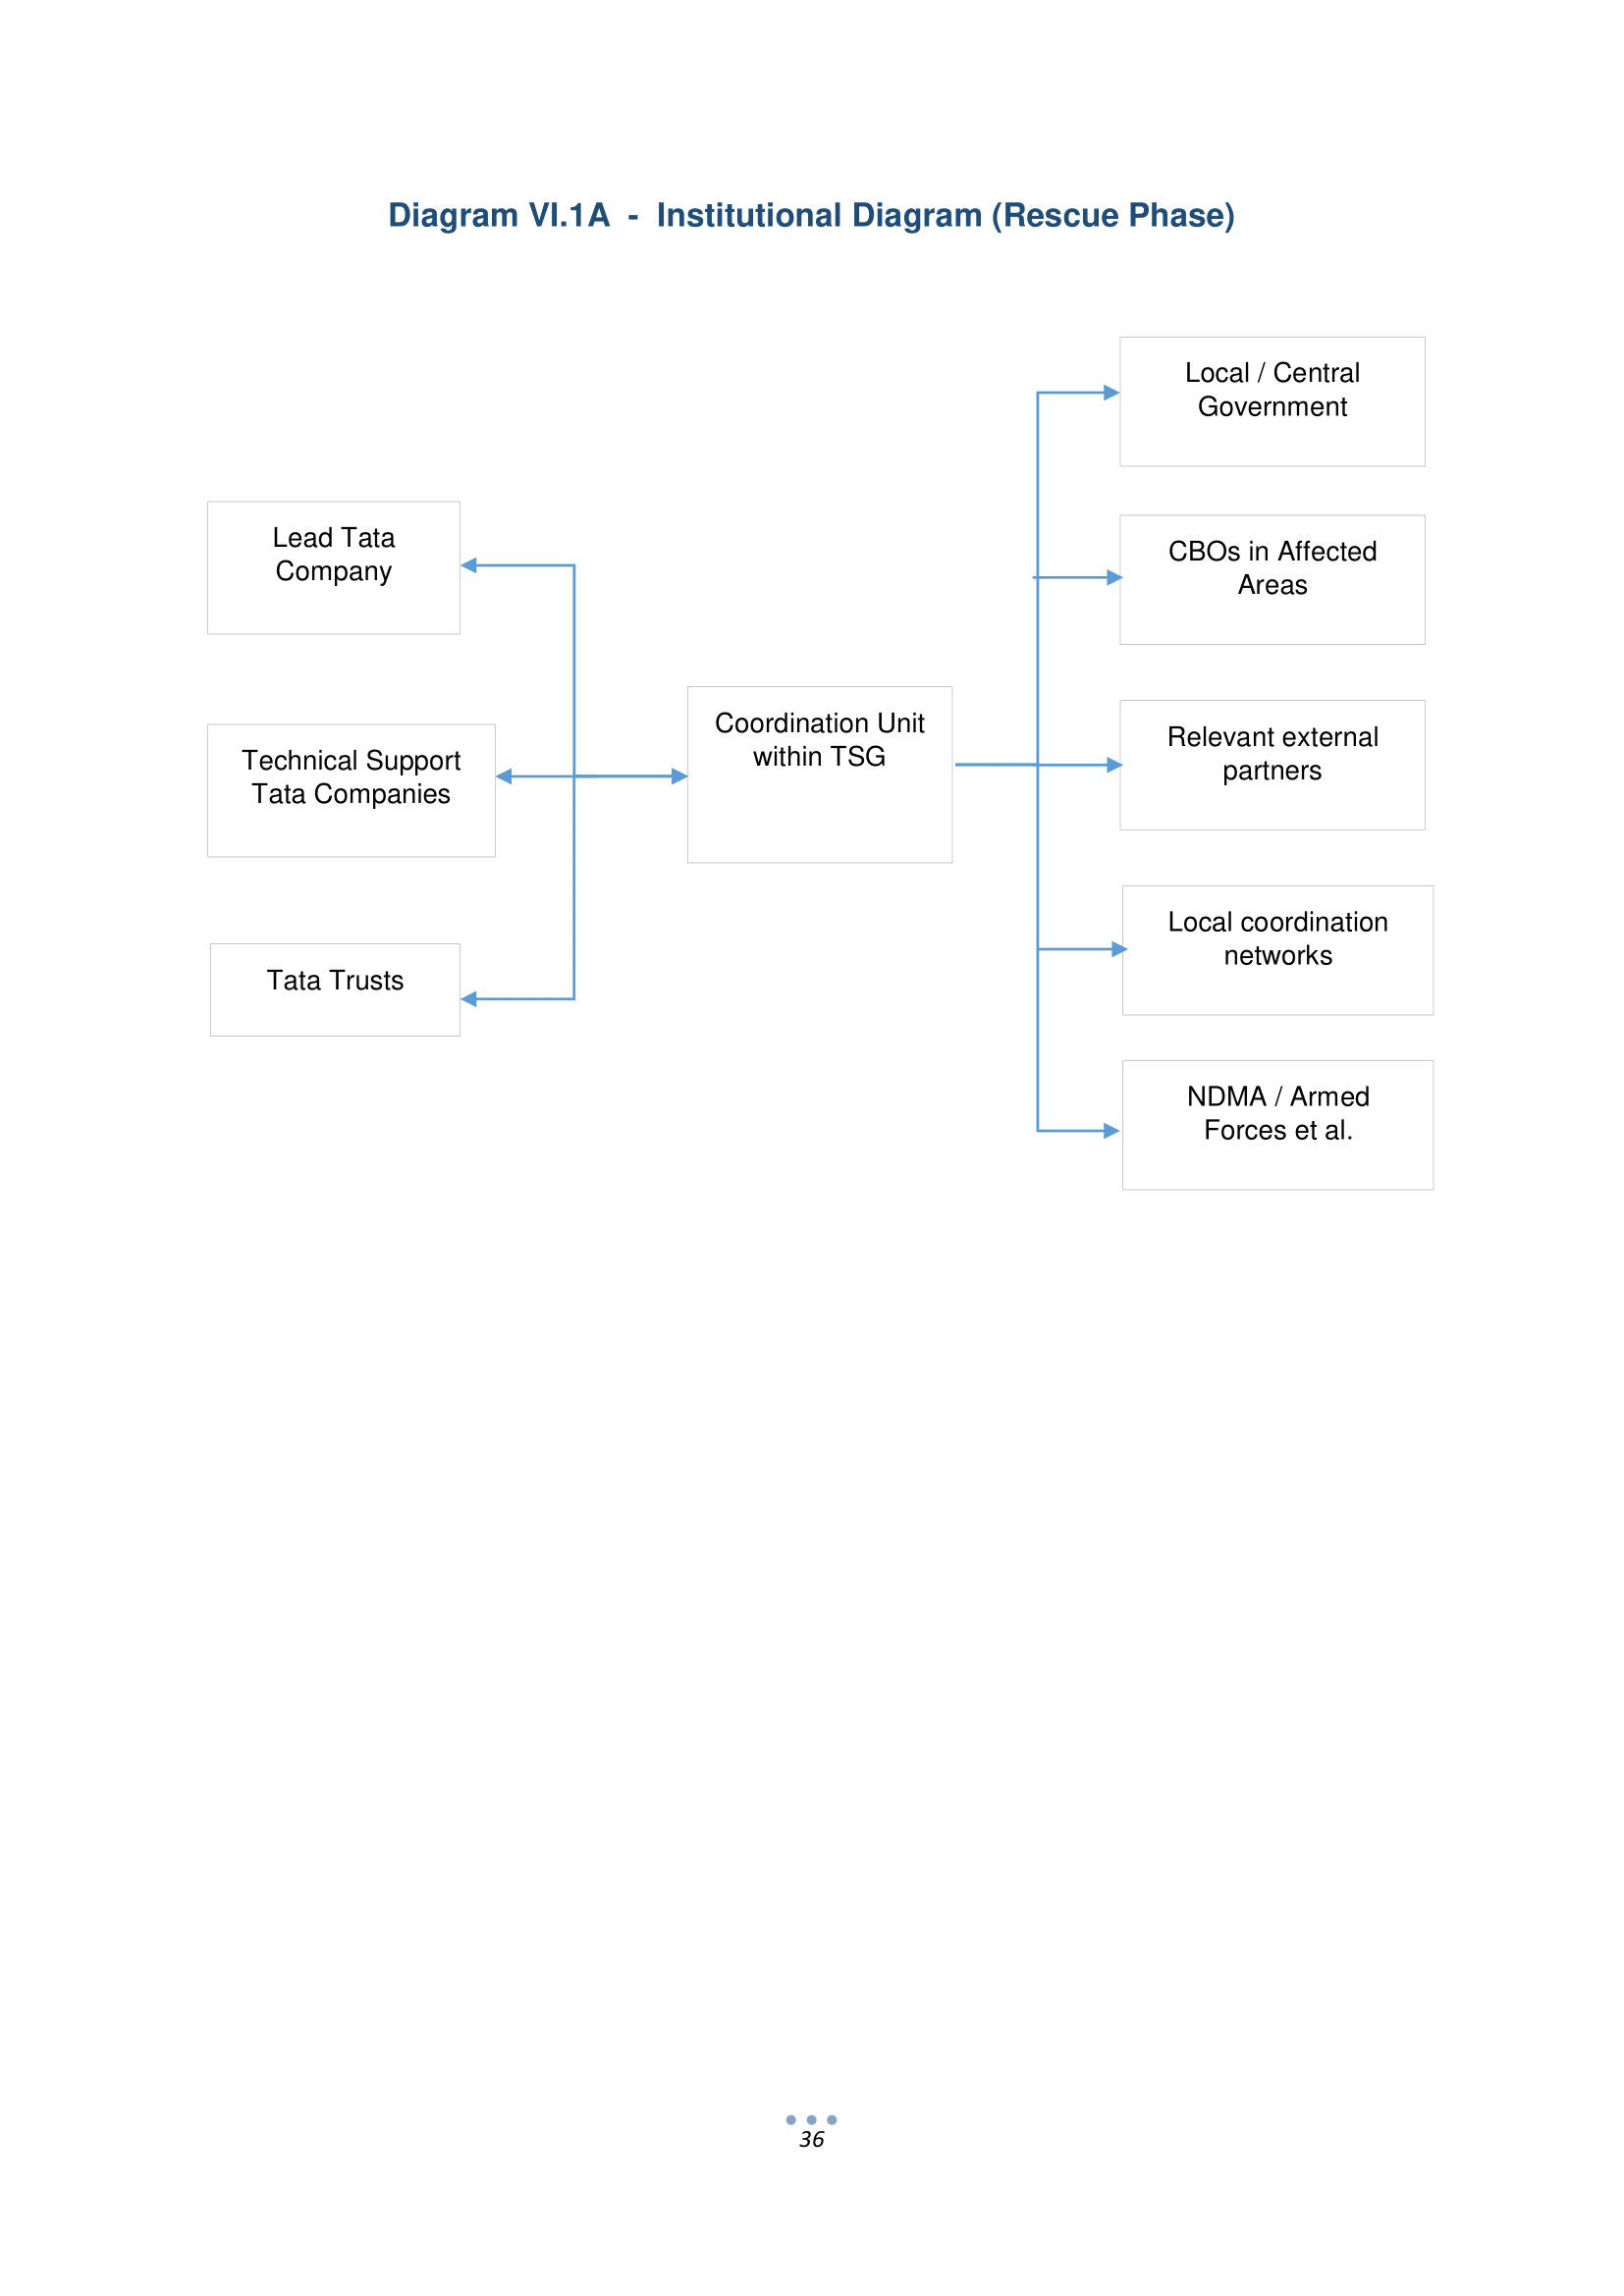 Diagram VI.1A - Institutional Diagram (Rescue Phase)
Local / Central
Government
Lead Tata
Company
CBOs in Affected
Areas
Technical Support
Tata Companies
Coordination Unit
within TSG
Relevant external
partners
Tata Trusts
Local coordination
networks
NDMA / Armed
Forces et al.
36